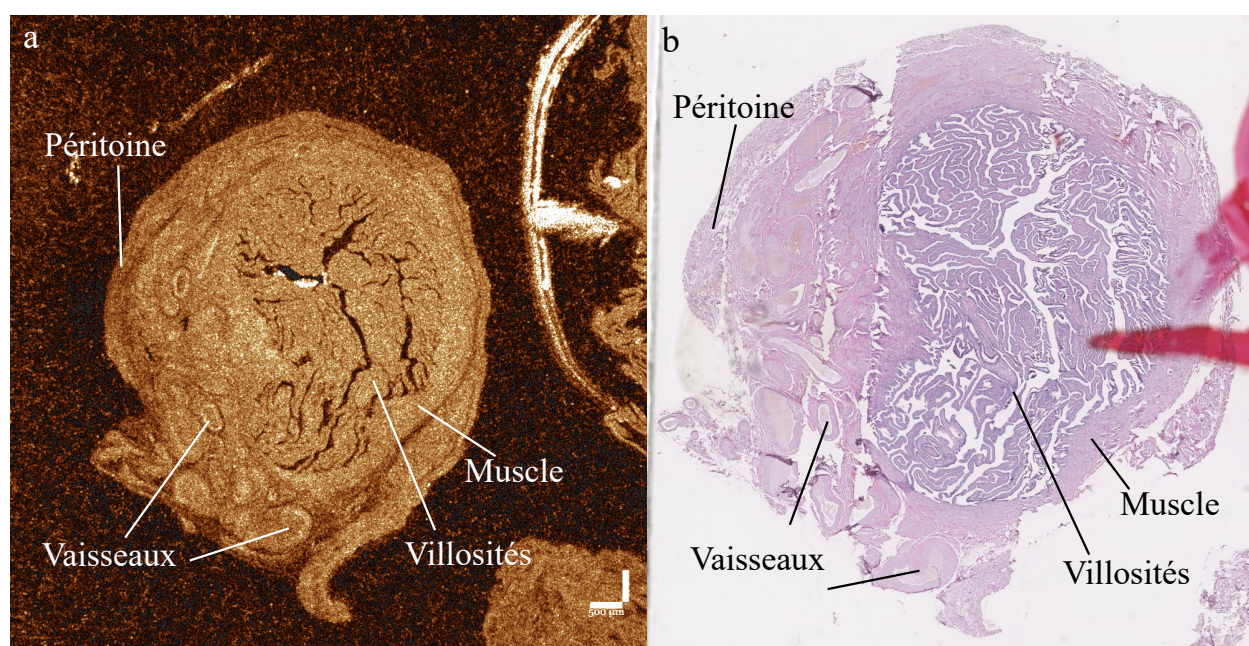 a
Péritoine
Muscle
Vaisseaux
Villosités
500 µm
b
Péritoine
Muscle
Vaisseaux
Villosités